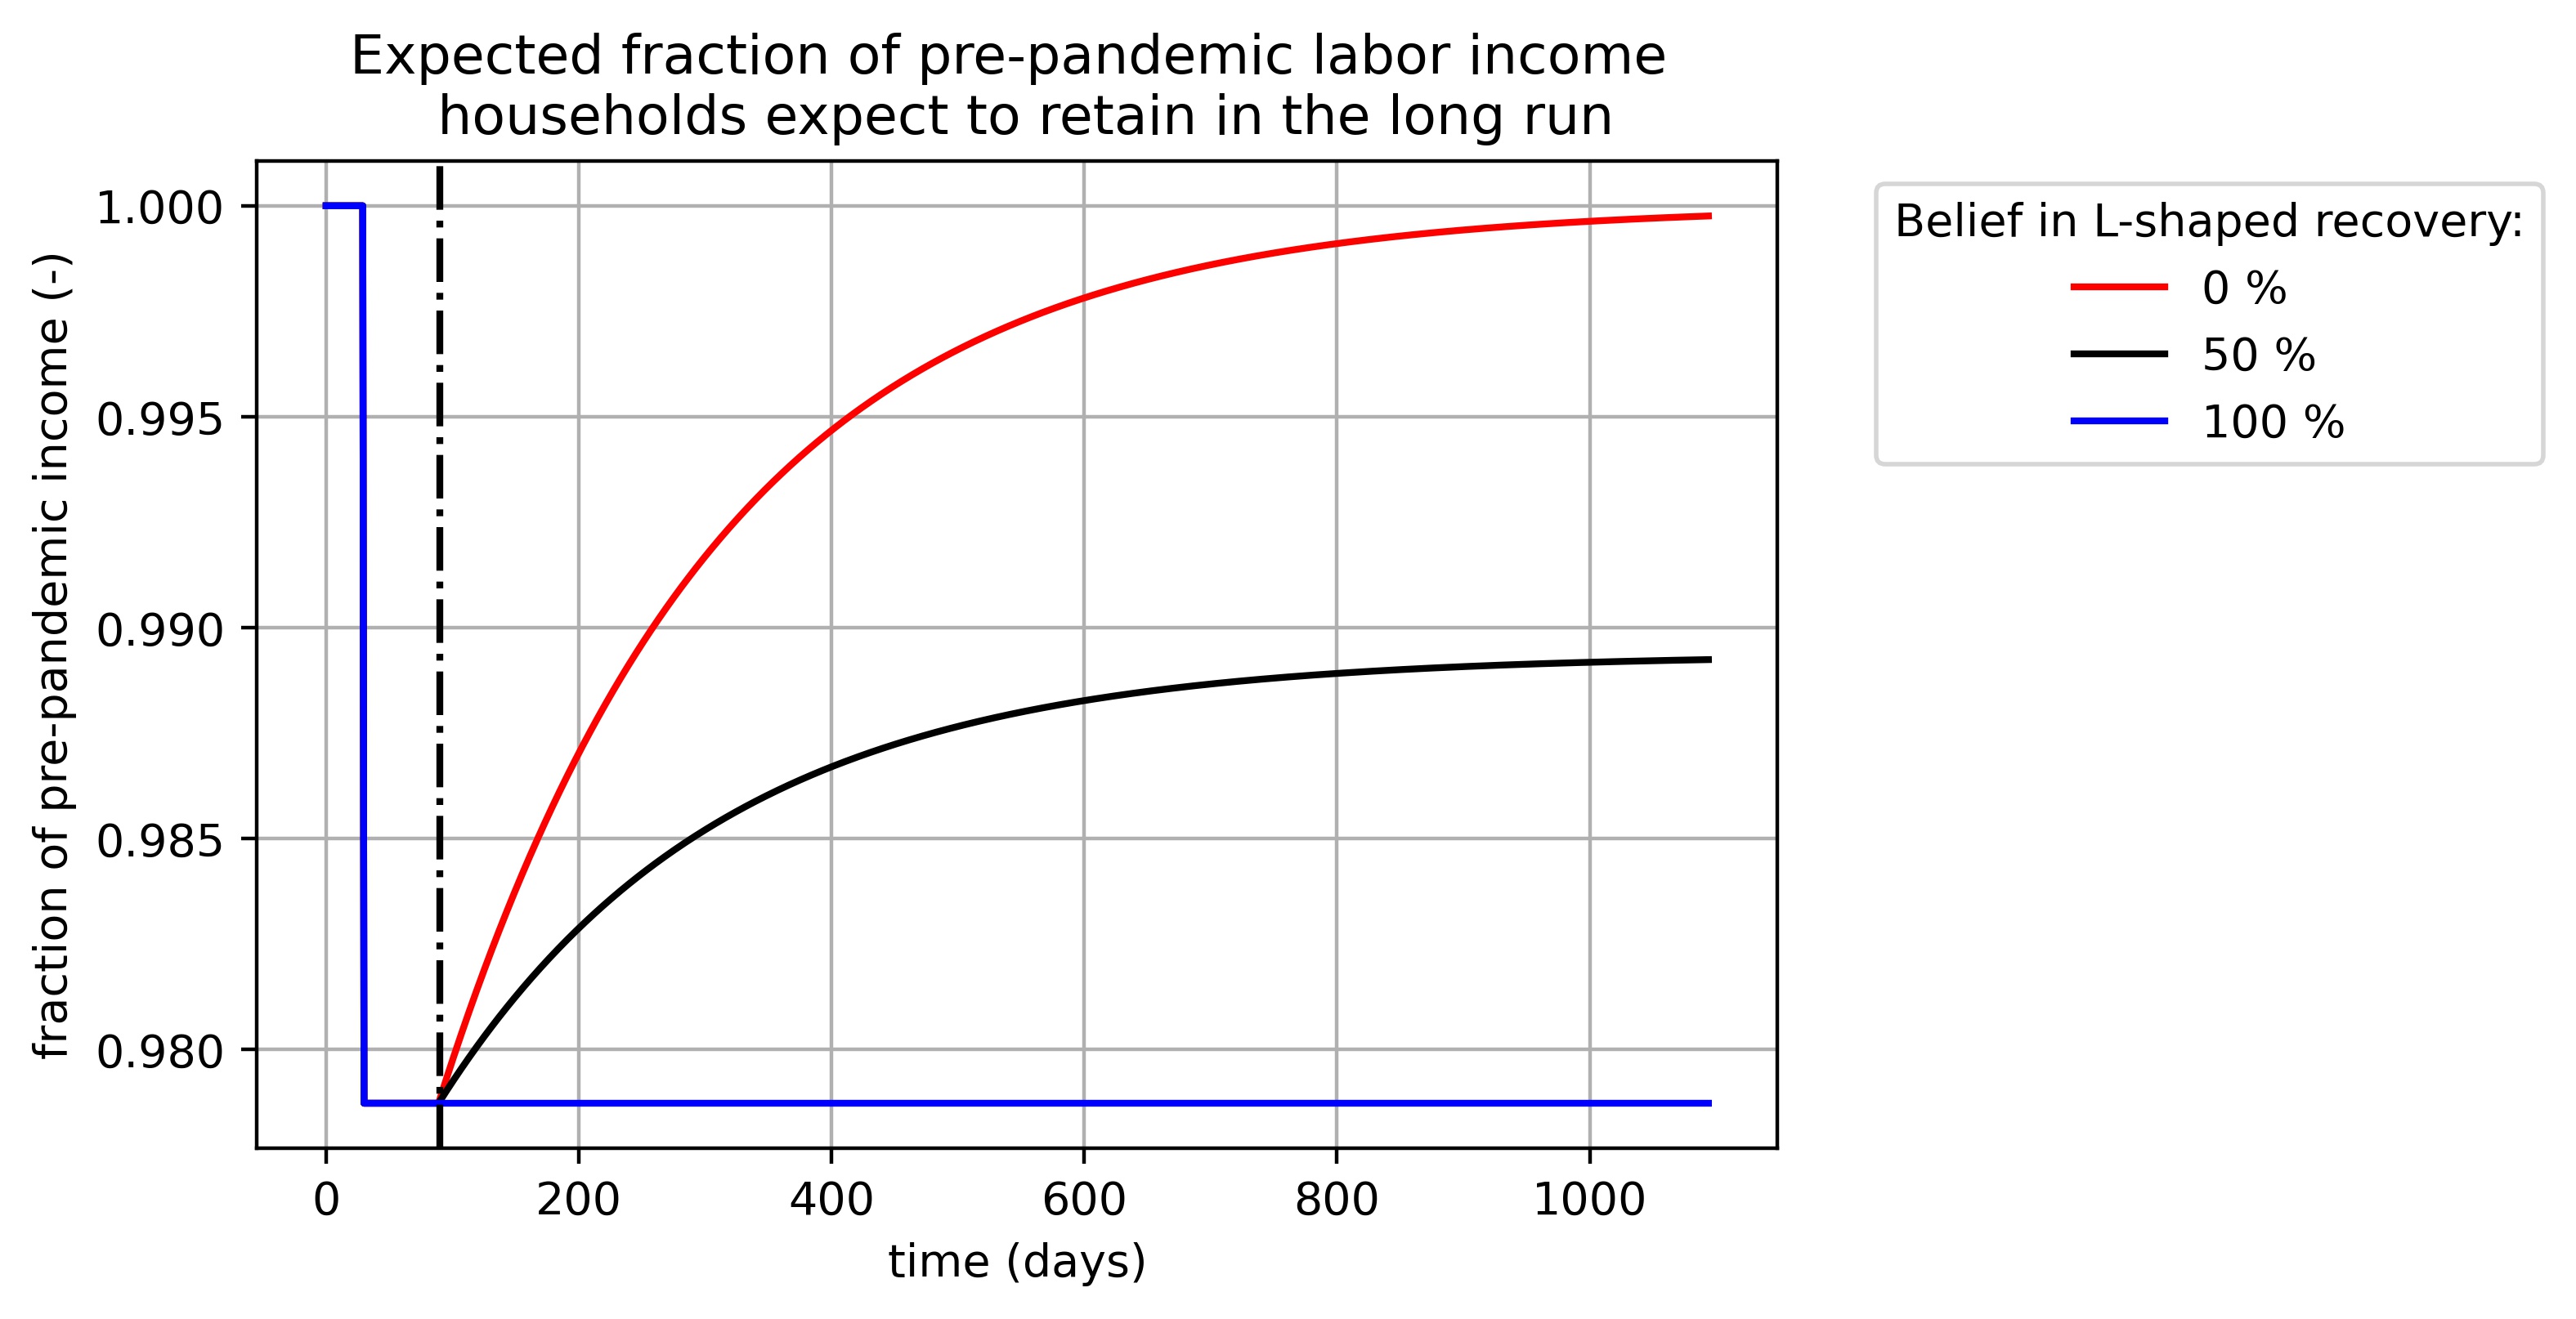 Expected fraction of pre-pandemic labor income
households expect to retain in the long run
fraction of pre-pandemic income (-)
1.000
0.995
0.990
0.985
0.980
0
200
400
600
800
1000
time (days)
Belief in L-shaped recovery:
0 %
50 %
100 %